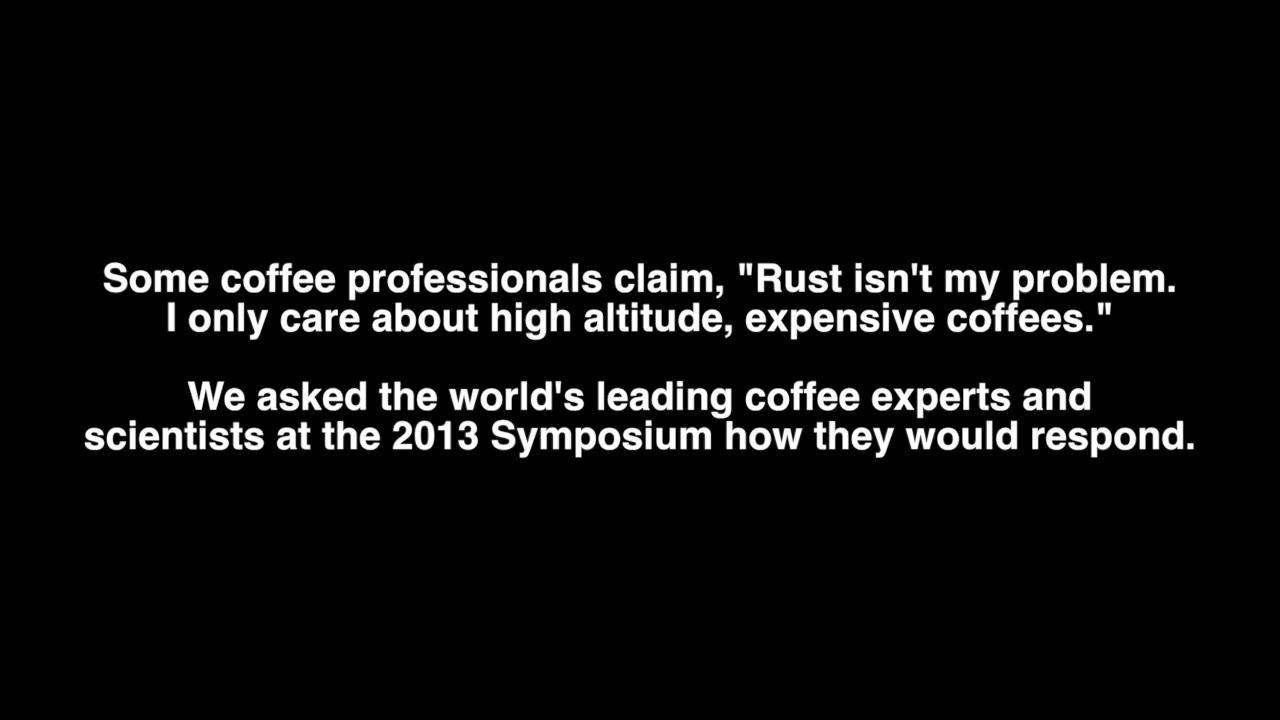 Some coffee professionals claim, "Rust isn't my problem.
I only care about high altitude, expensive coffees."
We asked the world's leading coffee experts and
scientists at the 2013 Symposium how they would respond.